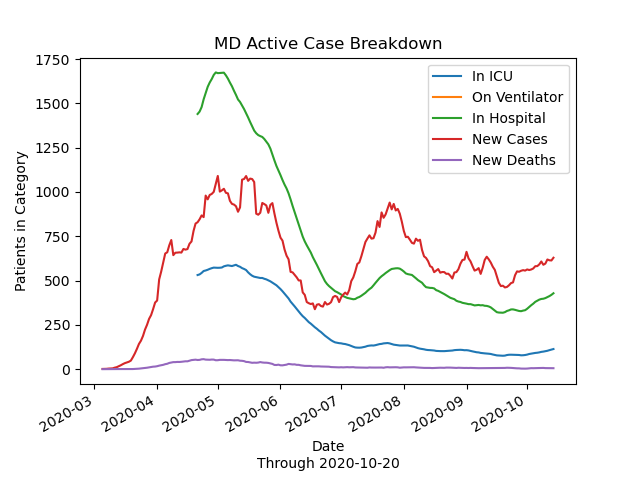 MD Active Case Breakdown
1750
1500
1250
1000
750
500
250
0
Patients in Category
In ICU
On Ventilator
In Hospital
New Cases
New Deaths
2020-03
2020-04
2020-05
2020-06
2020-07
2020-08
2020-09
2020-10
Date
Through 2020-10-20